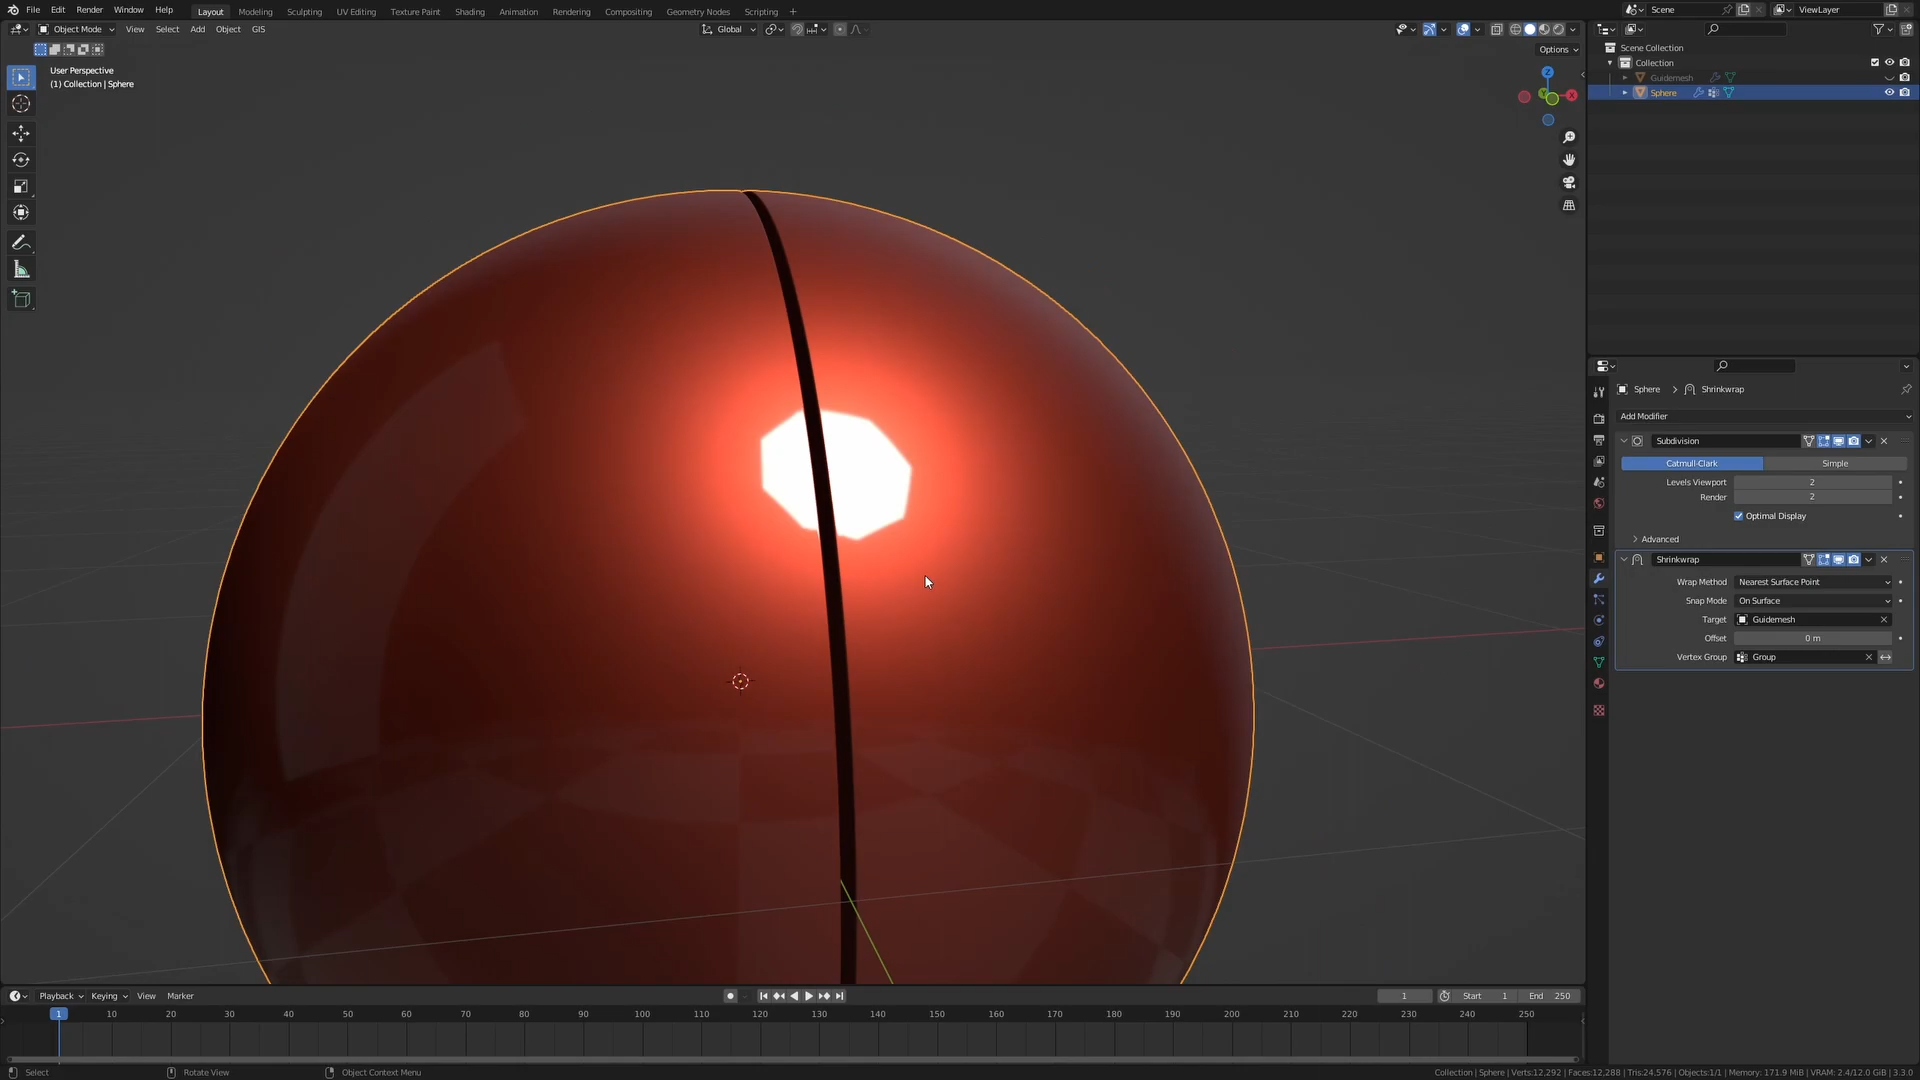 File Edit Render Window Help Layout Modeling Sculpting UV Editing Texture Paint Shading Animation Rendering Compositing Geometry Nodes Scripting + Scene ViewLayer
Object Mode View Select Add Object GIS Global
Options
User Perspective
(1) Collection | Sphere
Z
X
Y
Scene Collection
Collection
Guidemesh
Sphere
Sphere > Shrinkwrap
Add Modifier
Subdivision
Catmull-Clark Simple
Levels Viewport 2
Render 2
Optimal Display
Advanced
Shrinkwrap
Wrap Method Nearest Surface Point
Snap Mode On Surface
Target Guidemesh
Offset 0 m
Vertex Group Group
Playback Keying View Marker 1 Start 1 End 250
1 10 20 30 40 50 60 70 80 90 100 110 120 130 140 150 160 170 180 190 200 210 220 230 240 250
Select Rotate View Object Context Menu Collection | Sphere | Verts:12,292 | Faces:12,288 | Tris:24,576 | Objects:1/1 | Memory: 171.9 MiB | VRAM: 2.4/12.0 GiB | 3.3.0